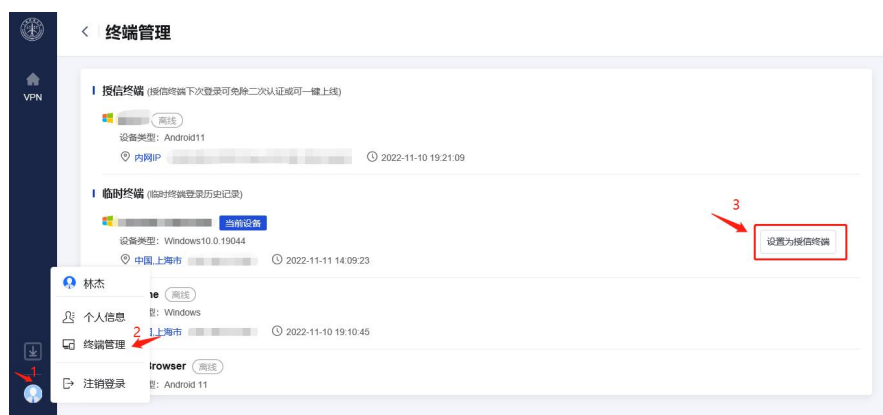 终端管理
VPN
授信终端 (授信终端下次登录可免除二次认证或可一键上线)
离线
设备类型: Android11
内网IP 2022-11-10 19:21:09
临时终端 (临时终端登录历史记录)
当前设备
3
设备类型: Windows10.0.19044
设置为授信终端
中国,上海市 2022-11-11 14:09:23
林杰
离线
个人信息
Windows
2
上海市 2022-11-10 19:10:45
终端管理
rowser 离线
1
注销登录
Android 11